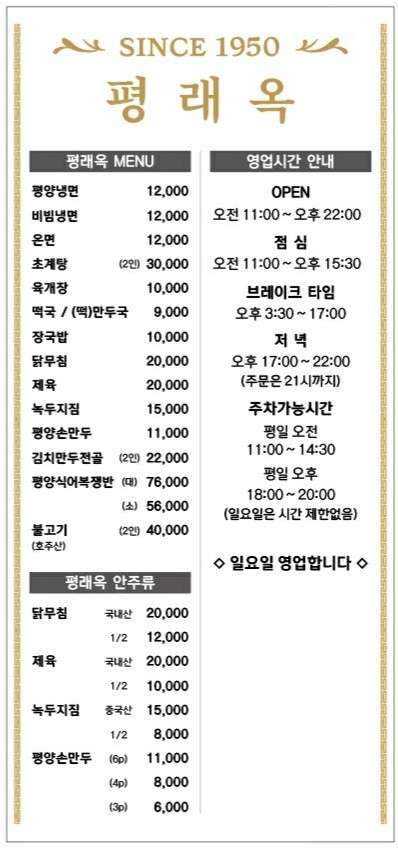 SINCE 1950
평래옥
평래옥 MENU
평양냉면 12,000
비빔냉면 12,000
온면 12,000
초계탕 (2인) 30,000
육개장 10,000
떡국 / (떡)만두국 9,000
장국밥 10,000
닭무침 20,000
제육 20,000
녹두지짐 15,000
평양손만두 11,000
김치만두전골 (2인) 22,000
평양식어복쟁반 (대) 76,000
(소) 56,000
불고기 (2인) 40,000
(호주산)
평래옥 안주류
닭무침 국내산 20,000
1/2 12,000
제육 국내산 20,000
1/2 10,000
녹두지짐 중국산 15,000
1/2 8,000
평양손만두 (6p) 11,000
(4p) 8,000
(3p) 6,000
영업시간 안내
OPEN
오전 11:00 ~ 오후 22:00
점 심
오전 11:00 ~ 오후 15:30
브레이크 타임
오후 3:30 ~ 17:00
저 녁
오후 17:00 ~ 22:00
(주문은 21시까지)
주차가능시간
평일 오전
11:00 ~ 14:30
평일 오후
18:00 ~ 20:00
(일요일은 시간 제한없음)
◇ 일요일 영업합니다 ◇